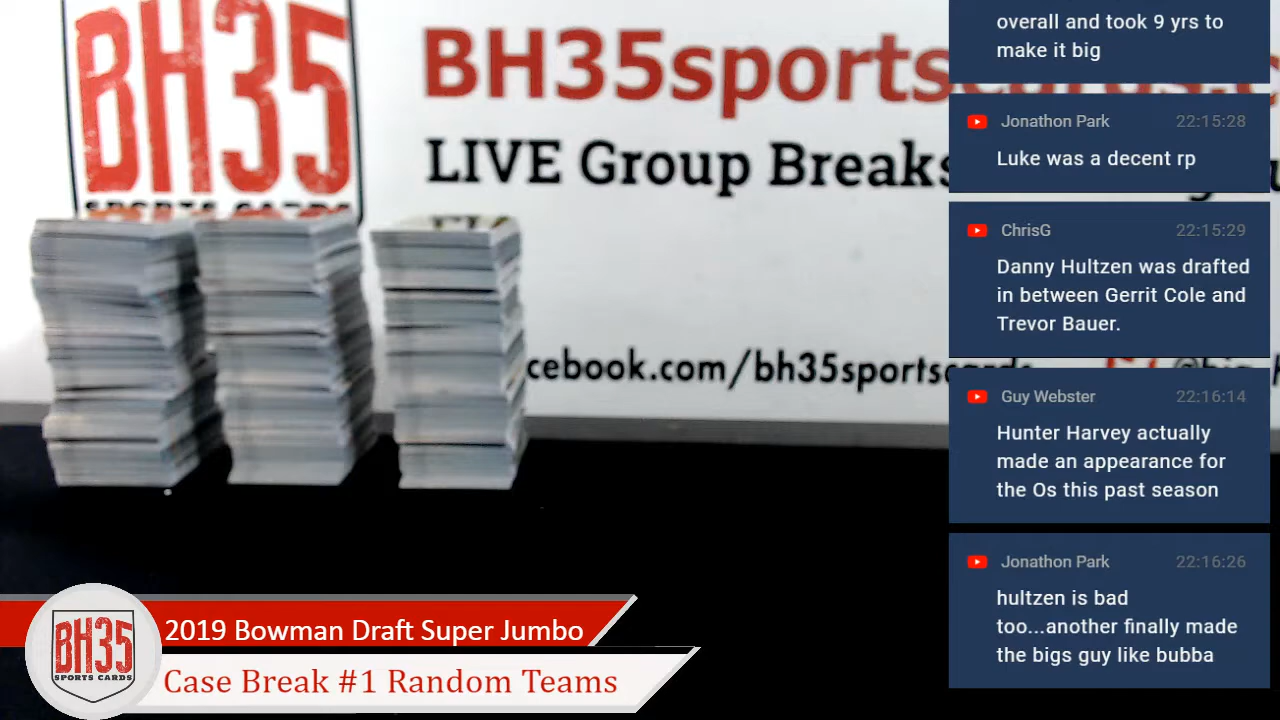 BH35
SPORTS CARDS
BH35sportscards.c
LIVE Group Breaks
cebook.com/bh35sportscards
overall and took 9 yrs to
make it big
Jonathon Park 22:15:28
Luke was a decent rp
ChrisG 22:15:29
Danny Hultzen was drafted
in between Gerrit Cole and
Trevor Bauer.
Guy Webster 22:16:14
Hunter Harvey actually
made an appearance for
the Os this past season
Jonathon Park 22:16:26
hultzen is bad
too...another finally made
the bigs guy like bubba
BH35
SPORTS CARDS
2019 Bowman Draft Super Jumbo
Case Break #1 Random Teams